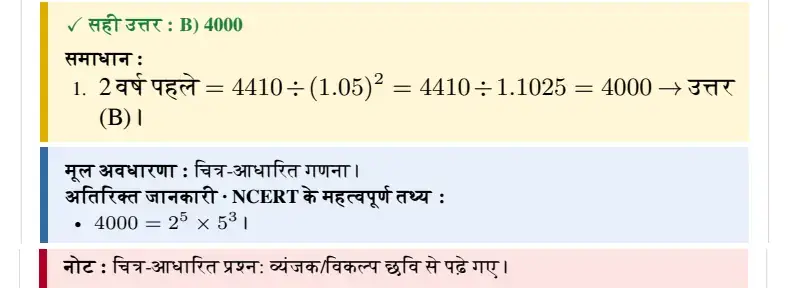 ✓ सही उत्तर : B) 4000
समाधान :
1. 2 वर्ष पहले = 4410 ÷ (1.05)² = 4410 ÷ 1.1025 = 4000 → उत्तर
(B)।
मूल अवधारणा : चित्र-आधारित गणना।
अतिरिक्त जानकारी · NCERT के महत्वपूर्ण तथ्य :
• 4000 = 2⁵ × 5³।
नोट : चित्र-आधारित प्रश्न: व्यंजक/विकल्प छवि से पढ़े गए।